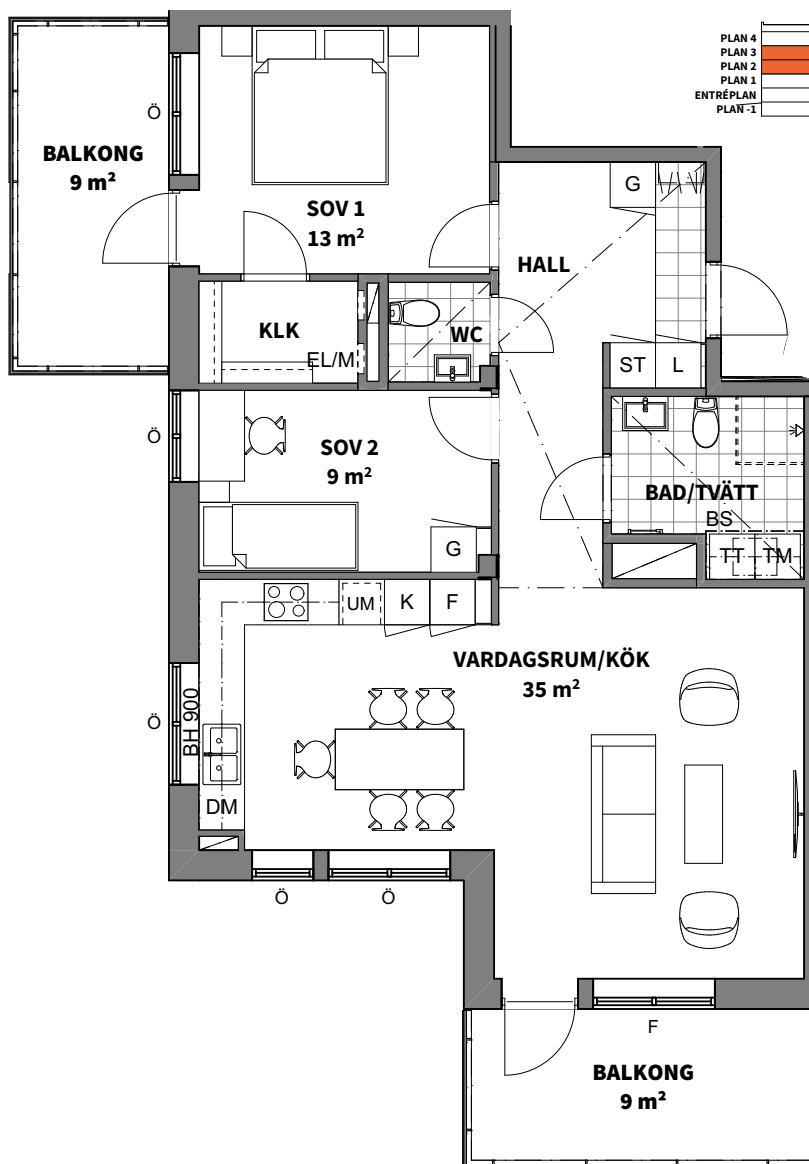 PLAN 4
PLAN 3
PLAN 2
PLAN 1
ENTRÉPLAN
PLAN -1
Ö
BALKONG
9 m²
SOV 1
13 m²
G
HALL
KLK
EL/M
WC
ST
L
Ö
SOV 2
9 m²
G
BAD/TVÄTT
BS
TT
TM
UM
K
F
VARDAGSRUM/KÖK
35 m²
Ö
BH 900
DM
Ö
Ö
F
BALKONG
9 m²